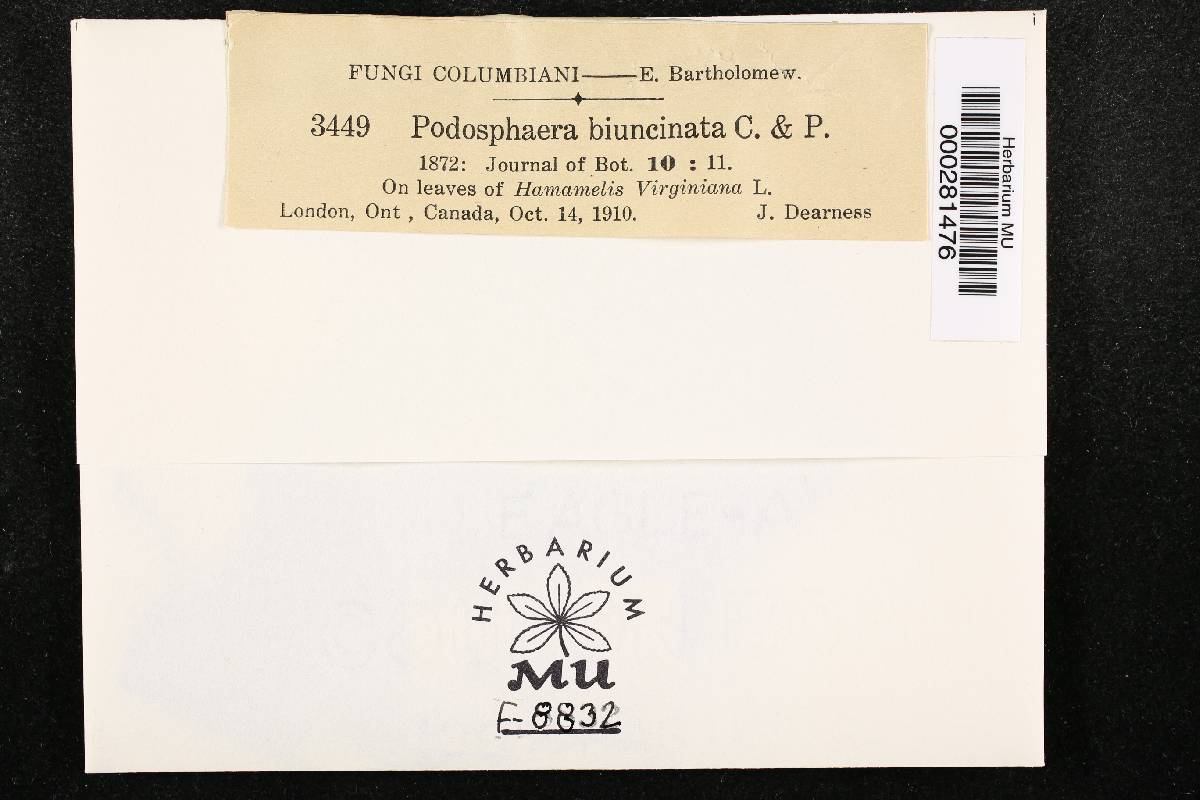 FUNGI COLUMBIANI——E. Bartholomew.
3449 Podosphaera biuncinata C. & P.
1872: Journal of Bot. 10 : 11.
On leaves of Hamamelis Virginiana L.
London, Ont , Canada, Oct. 14, 1910. J. Dearness
Herbarium MU
000281476
HERBARIUM
MU
F-8832